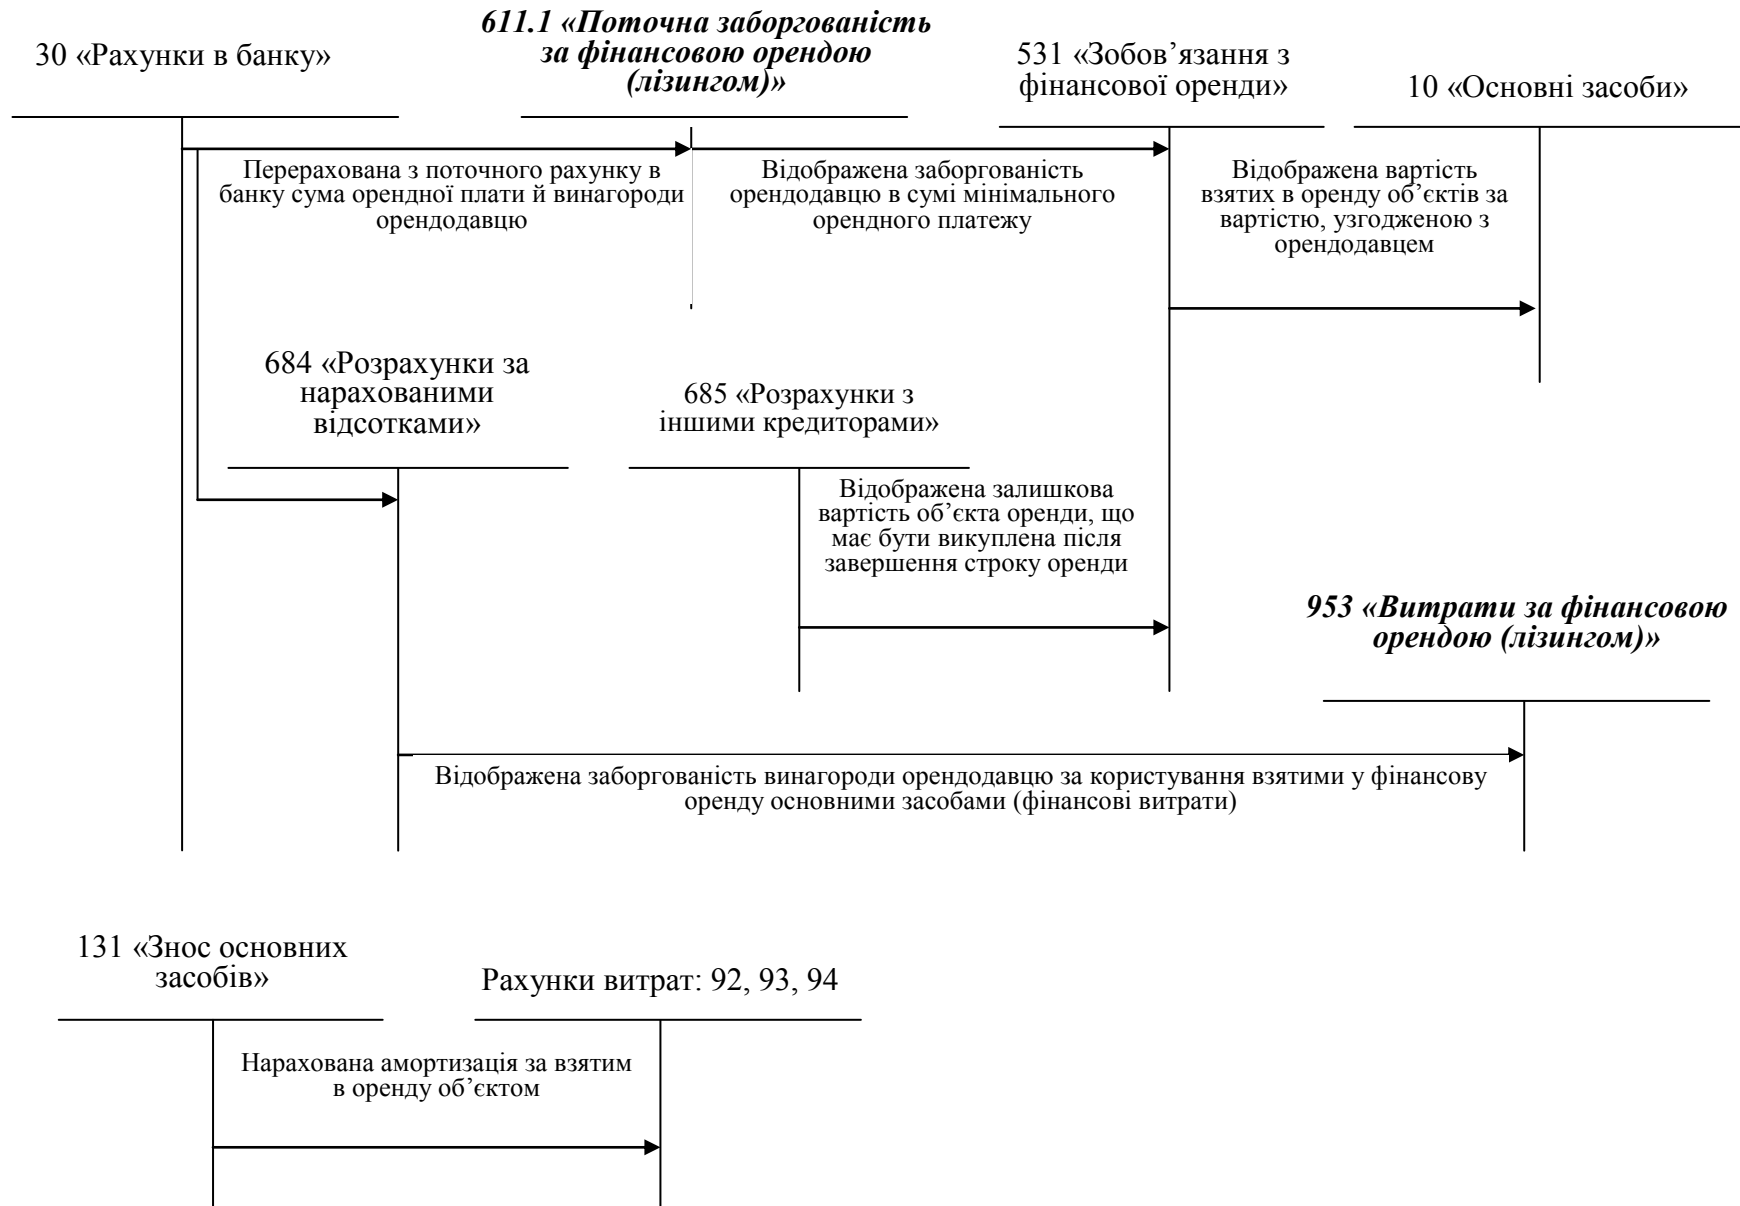 611.1 «Поточна заборгованість
за фінансовою орендою
(лізингом)»
30 «Рахунки в банку»
531 «Зобов’язання з
фінансової оренди»
10 «Основні засоби»
Перерахована з поточного рахунку в
банку сума орендної плати й винагороди
орендодавцю
Відображена заборгованість
орендодавцю в сумі мінімального
орендного платежу
Відображена вартість
взятих в оренду об’єктів за
вартістю, узгодженою з
орендодавцем
684 «Розрахунки за
нарахованими
відсотками»
685 «Розрахунки з
іншими кредиторами»
Відображена залишкова
вартість об’єкта оренди, що
має бути викуплена після
завершення строку оренди
953 «Витрати за фінансовою
орендою (лізингом)»
Відображена заборгованість винагороди орендодавцю за користування взятими у фінансову
оренду основними засобами (фінансові витрати)
131 «Знос основних
засобів»
Рахунки витрат: 92, 93, 94
Нарахована амортизація за взятим
в оренду об’єктом